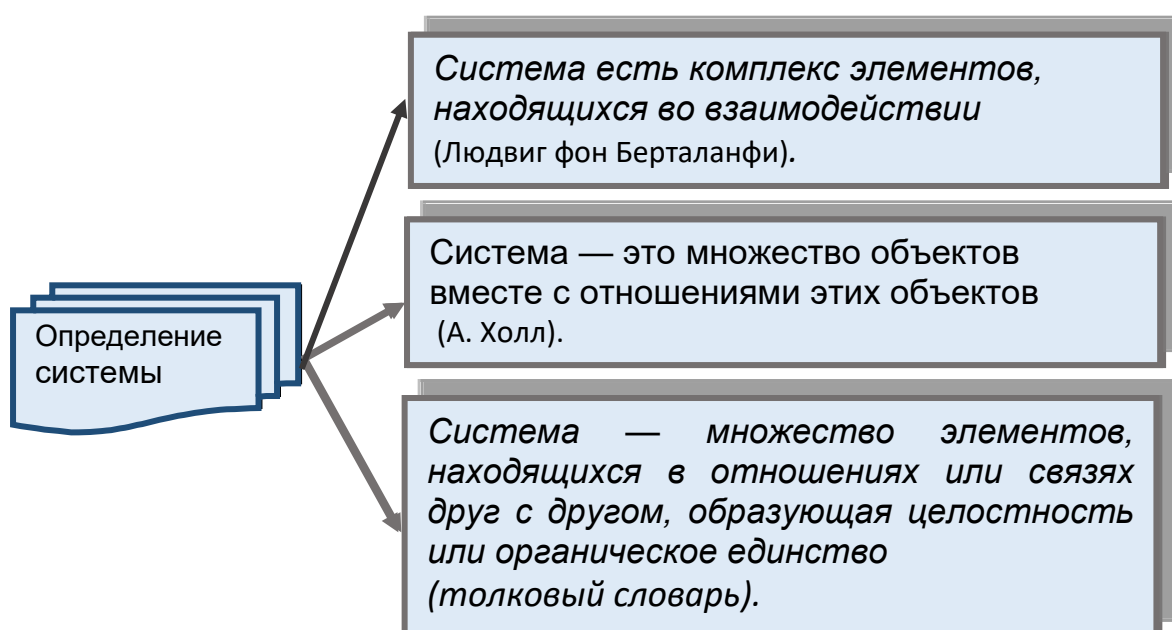 Система есть комплекс элементов,
находящихся во взаимодействии
(Людвиг фон Берталанфи).
Система — это множество объектов
вместе с отношениями этих объектов
(А. Холл).
Определение
системы
Система — множество элементов,
находящихся в отношениях или связях
друг с другом, образующая целостность
или органическое единство
(толковый словарь).